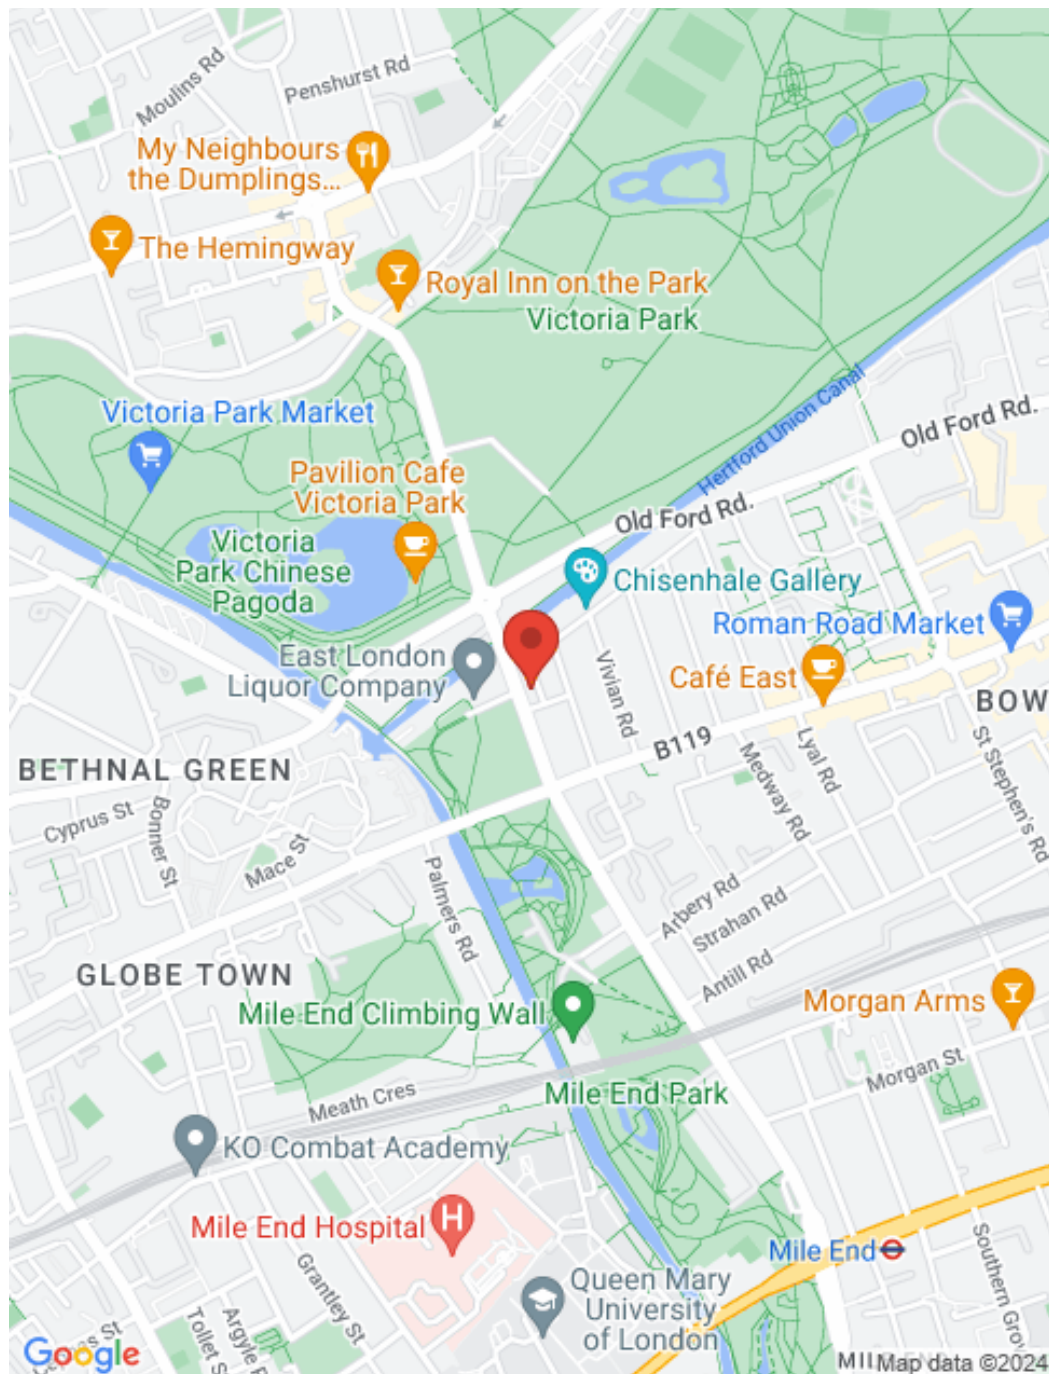 Moulins Rd
Penshurst Rd
My Neighbours
the Dumplings...
The Hemingway
Royal Inn on the Park
Victoria Park
Victoria Park Market
Hertford Union Canal
Old Ford Rd.
Pavilion Cafe
Victoria Park
Old Ford Rd.
Victoria
Park Chinese
Pagoda
Chisenhale Gallery
Roman Road Market
East London
Liquor Company
Vivian Rd
Café East
BOW
B119
BETHNAL GREEN
Lyal Rd
Medway Rd
St Stephen's Rd
Cyprus St
Bonner St
Mace St
Palmers Rd
Arbery Rd
Strahan Rd
Antill Rd
GLOBE TOWN
Mile End Climbing Wall
Morgan Arms
Morgan St
Meath Cres
Mile End Park
KO Combat Academy
Mile End Hospital
Mile End
Queen Mary
University
of London
Grantley St
Argyle
Tollet S
Southern Gro
Google
Map data ©2024